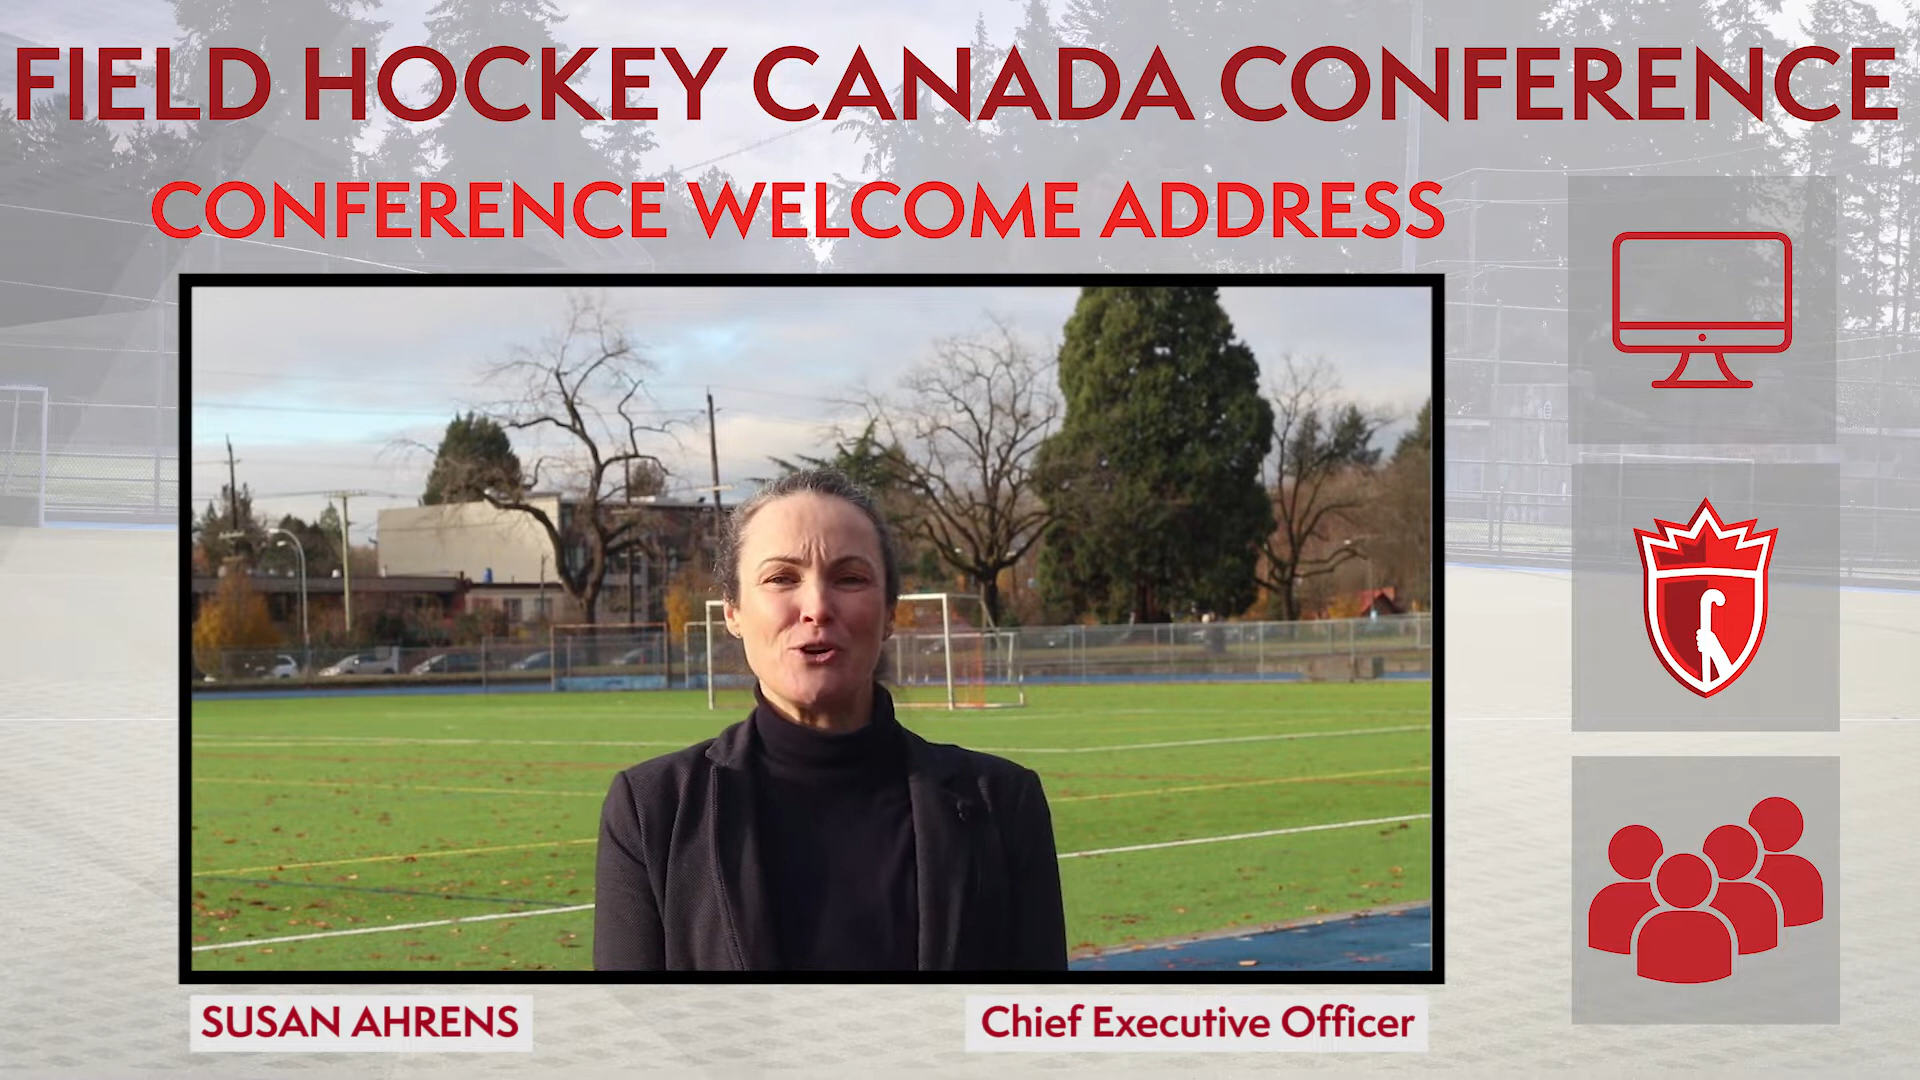 FIELD HOCKEY CANADA CONFERENCE
CONFERENCE WELCOME ADDRESS
SUSAN AHRENS
Chief Executive Officer